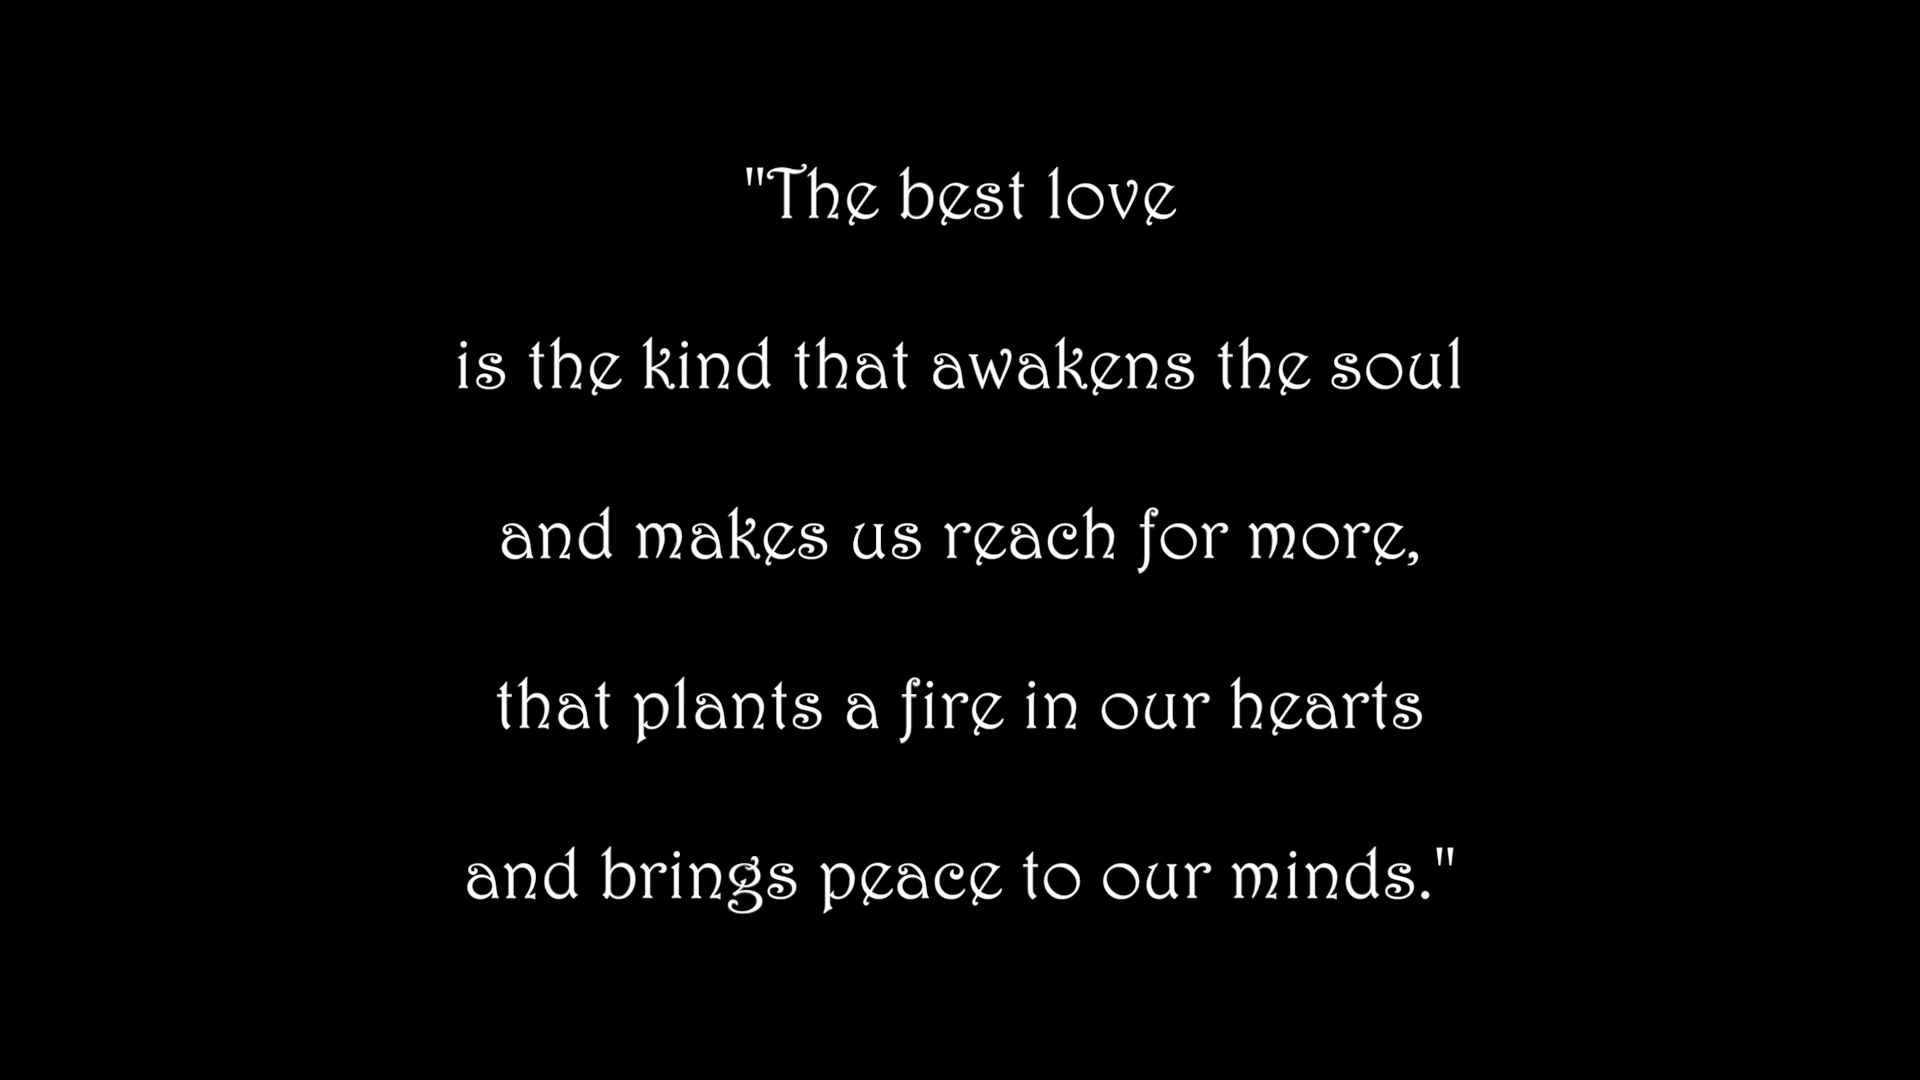 "The best love
is the kind that awakens the soul
and makes us reach for more,
that plants a fire in our hearts
and brings peace to our minds."